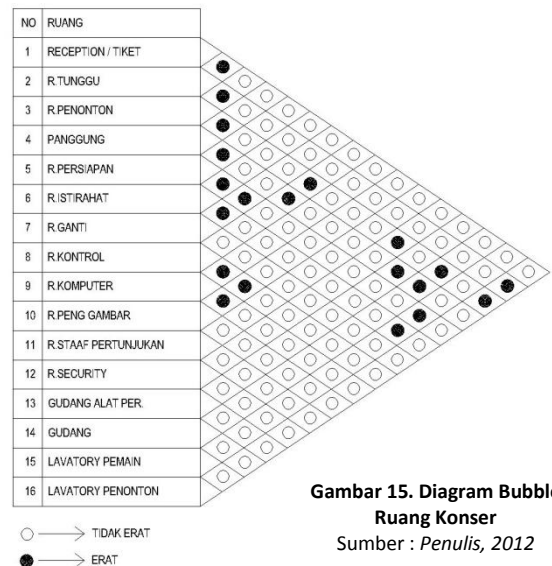 NO RUANG
1 RECEPTION / TIKET
2 R.TUNGGU
3 R.PENONTON
4 PANGGUNG
5 R.PERSIAPAN
6 R.ISTIRAHAT
7 R.GANTI
8 R.KONTROL
9 R.KOMPUTER
10 R.PENG GAMBAR
11 R.STAAF PERTUNJUKAN
12 R.SECURITY
13 GUDANG ALAT PER.
14 GUDANG
15 LAVATORY PEMAIN
16 LAVATORY PENONTON
TIDAK ERAT
ERAT
Gambar 15. Diagram Bubble
Ruang Konser
Sumber : Penulis, 2012